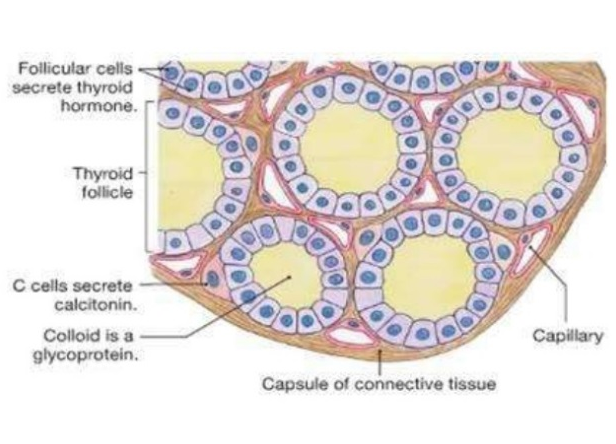 Follicular cells
secrete thyroid
hormone.
Thyroid
follicle
C cells secrete
calcitonin.
Colloid is a
glycoprotein.
Capillary
Capsule of connective tissue